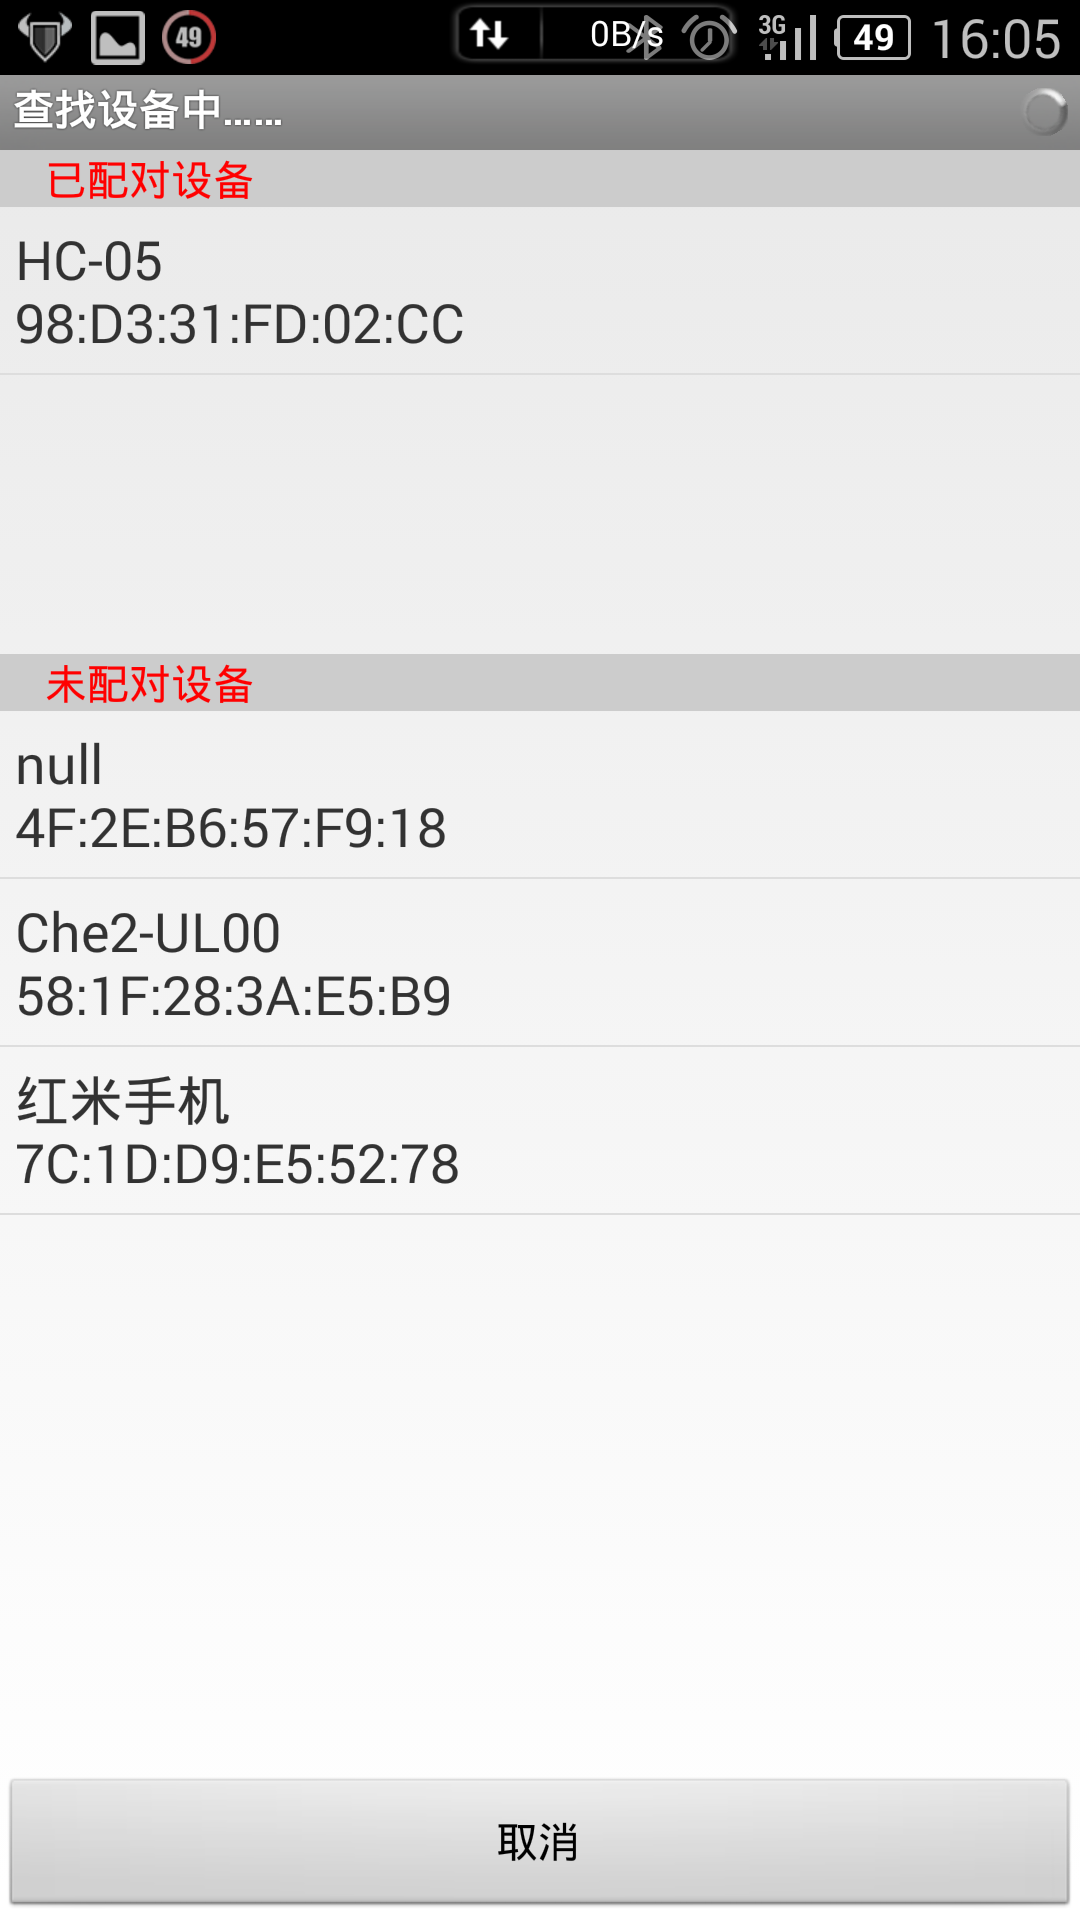 49
0B/s
3G
49
16:05
查找设备中......
已配对设备
HC-05
98:D3:31:FD:02:CC
未配对设备
null
4F:2E:B6:57:F9:18
Che2-UL00
58:1F:28:3A:E5:B9
红米手机
7C:1D:D9:E5:52:78
取消